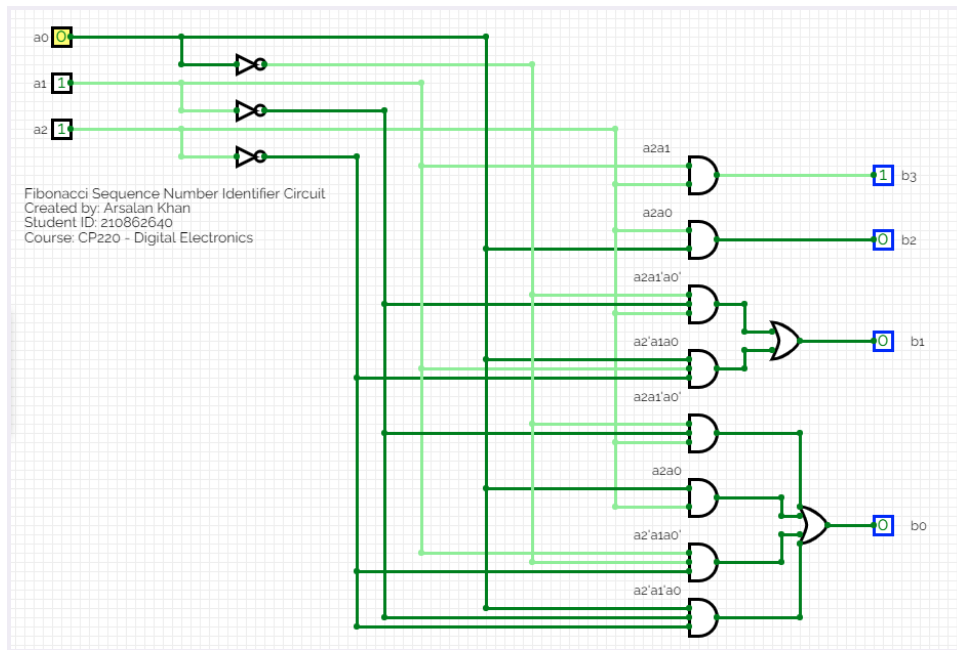 a0 0
a1 1
a2 1
Fibonacci Sequence Number Identifier Circuit
Created by: Arsalan Khan
Student ID: 210862640
Course: CP220 - Digital Electronics
a2a1
1 b3
a2a0
0 b2
a2a1'a0'
0 b1
a2'a1a0
a2a1'a0'
a2a0
0 b0
a2'a1a0'
a2'a1'a0